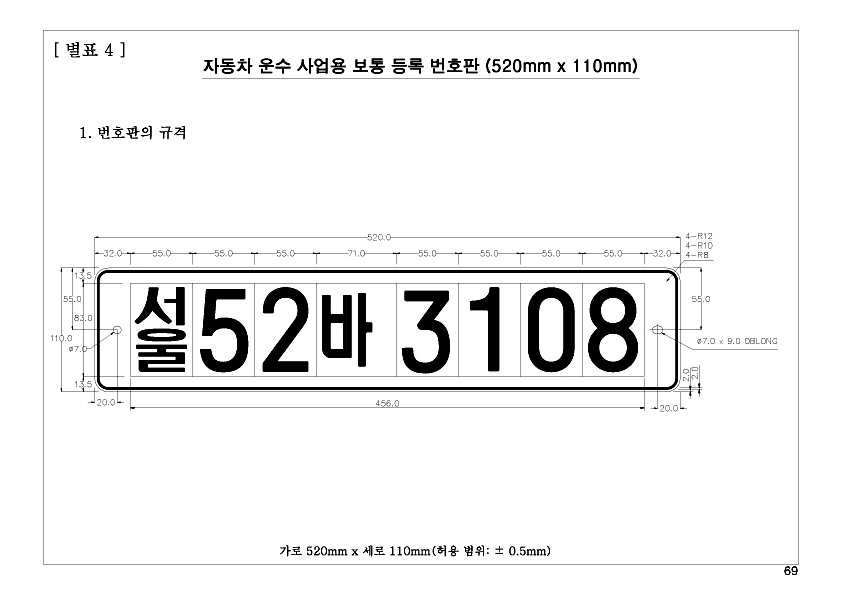 [ 별표 4 ]
자동차 운수 사업용 보통 등록 번호판 (520mm x 110mm)
1. 번호판의 규격
520.0
4-R12
4-R10
4-R8
32.0 55.0 55.0 55.0 71.0 55.0 55.0 55.0 55.0 32.0
13.5
55.0
83.0
110.0
ø7.0
13.5
서울 52바 3108
55.0
ø7.0 x 9.0 OBLONG
2.0
2.0
20.0
456.0
20.0
가로 520mm x 세로 110mm(허용 범위: ± 0.5mm)
69